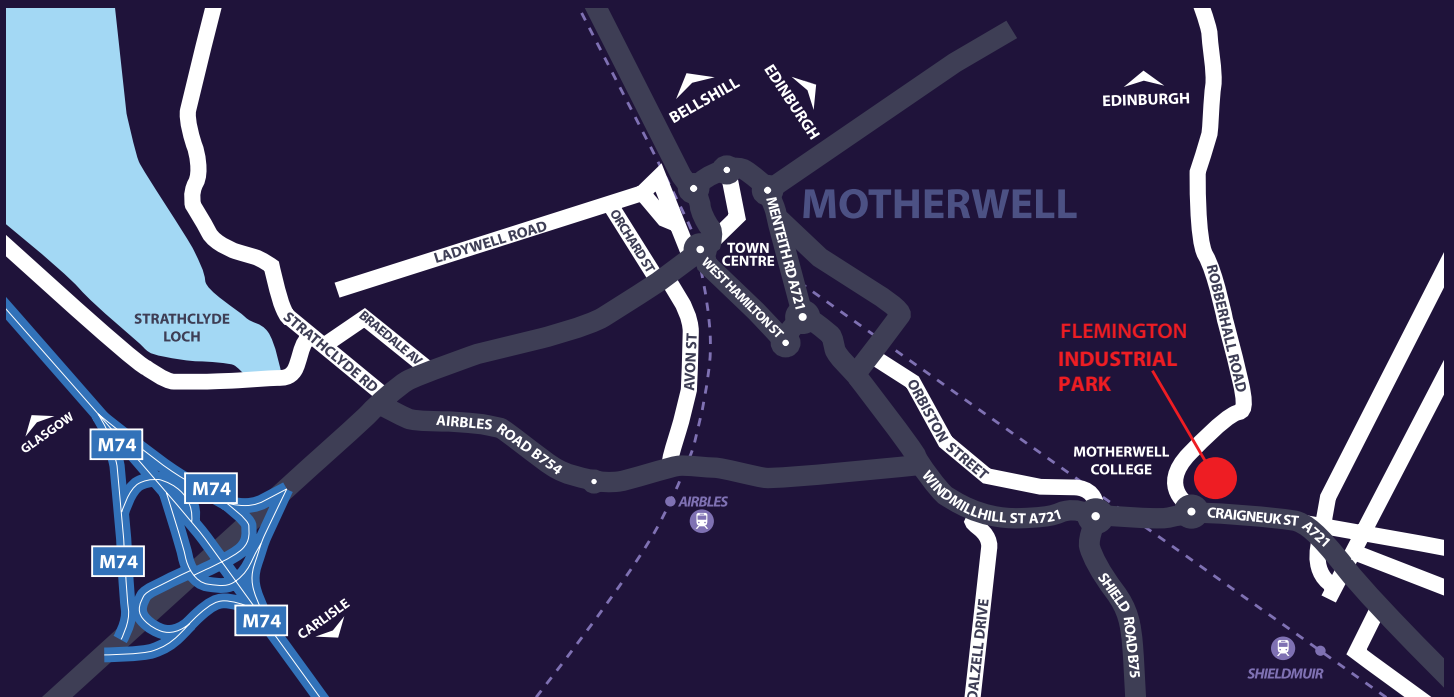 BELLSHILL
EDINBURGH
EDINBURGH
MOTHERWELL
LADYWELL ROAD
ORCHARD ST
TOWN
CENTRE
MENTEITH RD A721
WEST HAMILTON ST
STRATHCLYDE
LOCH
STRATHCLYDE RD
BRAEDALE AV
AVON ST
ROBBERHALL ROAD
FLEMINGTON
INDUSTRIAL
PARK
GLASGOW
M74
M74
M74
M74
CARLISLE
AIRBLES ROAD B754
AIRBLES
ORBISTON STREET
MOTHERWELL
COLLEGE
WINDMILLHILL ST A721
CRAIGNEUK ST A721
DALZELL DRIVE
SHIELD ROAD B75
SHIELDMUIR